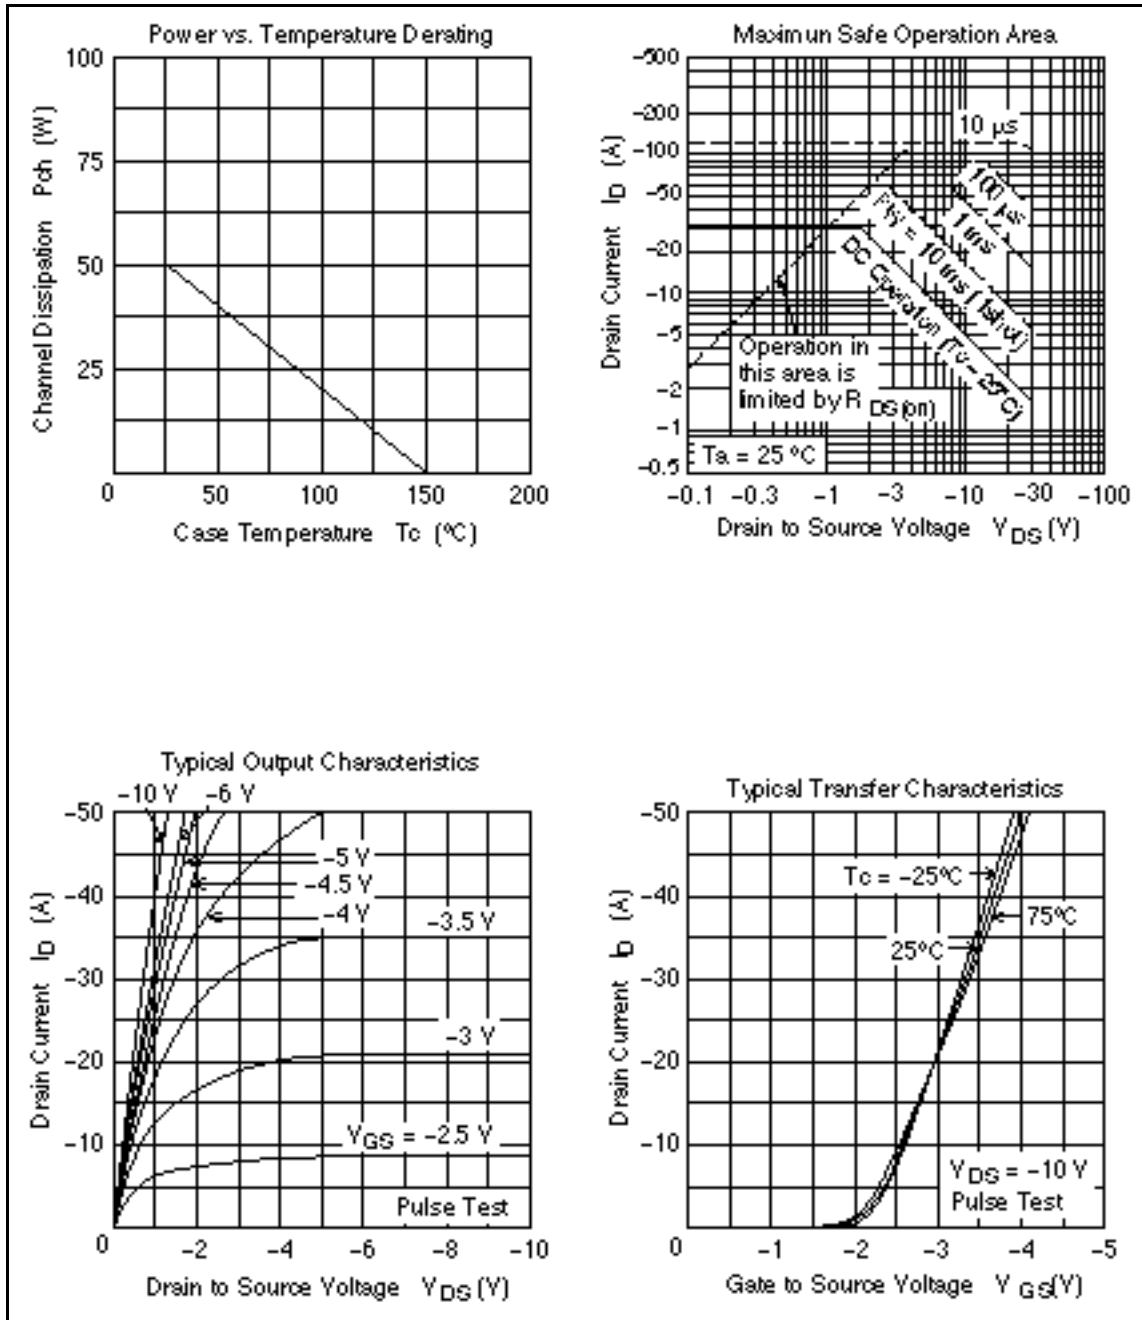 Power vs. Temperature Derating
100
75
50
25
Channel Dissipation Pch (W)
0 50 100 150 200
Case Temperature Tc (°C)
Maximun Safe Operation Area
−500
−200
−100
−50
−20
−10
−5
−2
−1
−0.5
Drain Current ID (A)
10 µs
100 µs
1 ms
PW = 10 ms (1shot)
DC Operation (Tc = 25°C)
Operation in
this area is
limited by R DS(on)
Ta = 25 °C
−0.1 −0.3 −1 −3 −10 −30 −100
Drain to Source Voltage VDS (V)
Typical Output Characteristics
−10 V −6 V
−5 V
−4.5 V
−4 V
−3.5 V
−3 V
VGS = −2.5 V
Pulse Test
−50
−40
−30
−20
−10
Drain Current ID (A)
0 −2 −4 −6 −8 −10
Drain to Source Voltage VDS (V)
Typical Transfer Characteristics
−50
−40
−30
−20
−10
Drain Current ID (A)
Tc = −25°C
75°C
25°C
VDS = −10 V
Pulse Test
0 −1 −2 −3 −4 −5
Gate to Source Voltage VGS(V)